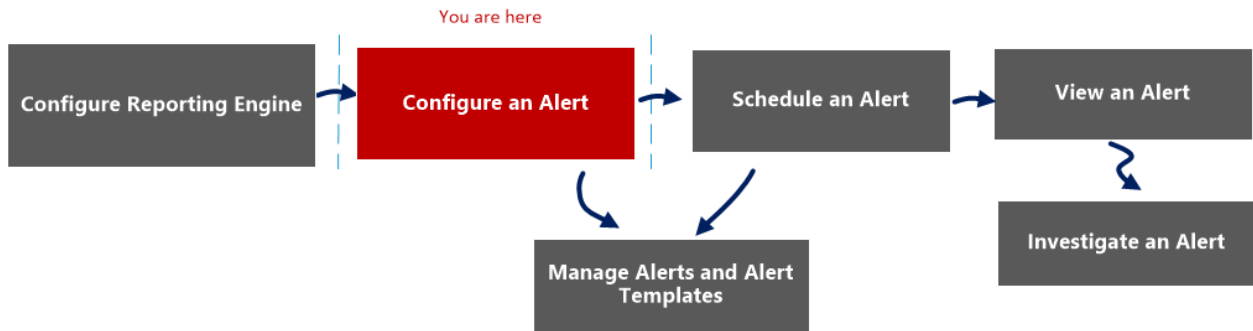 You are here
Configure Reporting Engine
Configure an Alert
Schedule an Alert
View an Alert
Manage Alerts and Alert
Templates
Investigate an Alert